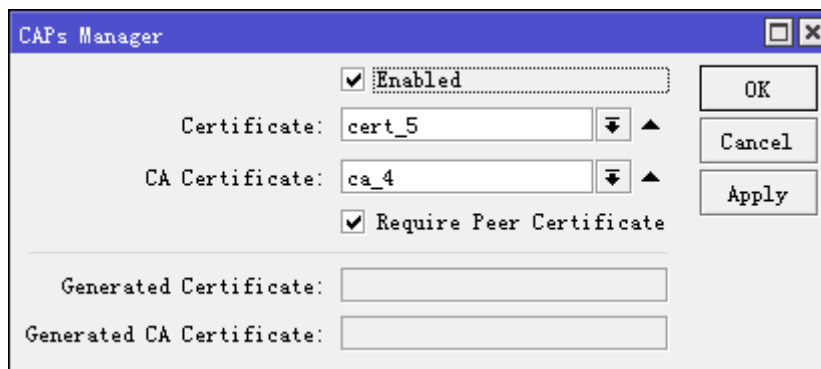 CAPs Manager
Enabled
OK
Certificate: cert_5
Cancel
CA Certificate: ca_4
Apply
Require Peer Certificate
Generated Certificate:
Generated CA Certificate: